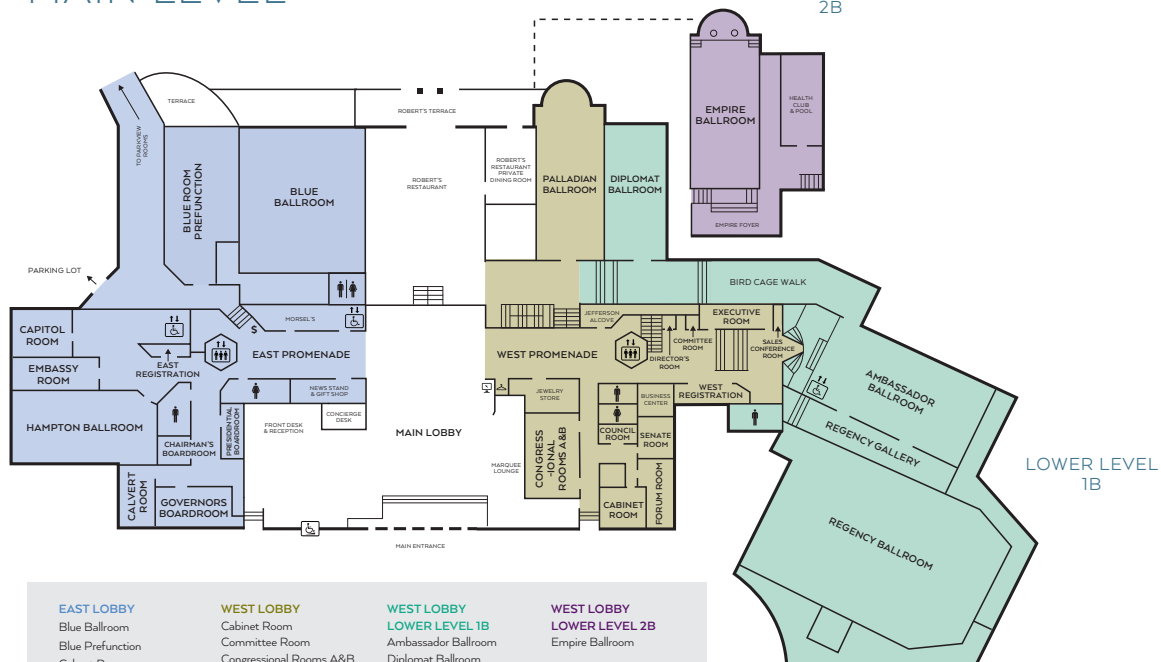 MAIN LEVEL
2B
EMPIRE
BALLROOM
HEALTH
CLUB
& POOL
EMPIRE FOYER
TERRACE
ROBERT'S TERRACE
TO PARKVIEW
ROOMS
BLUE ROOM
PREFUNCTION
BLUE
BALLROOM
ROBERT'S
RESTAURANT
ROBERT'S
RESTAURANT
PRIVATE
DINING ROOM
PALLADIAN
BALLROOM
DIPLOMAT
BALLROOM
PARKING LOT
BIRD CAGE WALK
MORSEL'S
$
JEFFERSON
ALCOVE
EXECUTIVE
ROOM
CAPITOL
ROOM
COMMITTEE
ROOM
SALES
CONFERENCE
ROOM
EAST PROMENADE
WEST PROMENADE
DIRECTOR'S
ROOM
EMBASSY
ROOM
EAST
REGISTRATION
NEWS STAND
& GIFT SHOP
JEWELRY
STORE
BUSINESS
CENTER
WEST
REGISTRATION
AMBASSADOR
BALLROOM
HAMPTON BALLROOM
PRESIDENTIAL
BOARDROOM
FRONT DESK
& RECEPTION
CONCIERGE
DESK
MAIN LOBBY
CHAIRMAN'S
BOARDROOM
COUNCIL
ROOM
SENATE
ROOM
REGENCY GALLERY
CONGRESS
-IONAL
ROOMS A&B
MARQUEE
LOUNGE
LOWER LEVEL
1B
CALVERT
ROOM
GOVERNORS
BOARDROOM
CABINET
ROOM
FORUM ROOM
REGENCY BALLROOM
MAIN ENTRANCE
EAST LOBBY
Blue Ballroom
Blue Prefunction
WEST LOBBY
Cabinet Room
Committee Room
Congressional Rooms A&B
WEST LOBBY
LOWER LEVEL 1B
Ambassador Ballroom
Diplomat Ballroom
WEST LOBBY
LOWER LEVEL 2B
Empire Ballroom